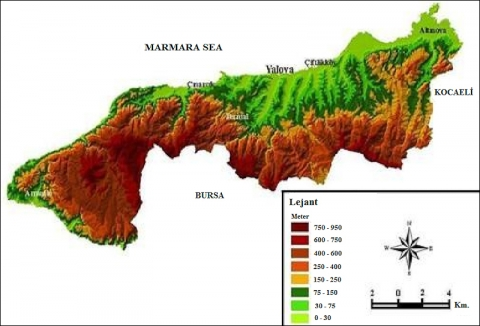 Altınova
MARMARA SEA
Çiftlikköy
Yalova
Çınarcık
KOCAELİ
Termal
Armutlu
BURSA
Lejant
Meter
750 - 950
600 - 750
400 - 600
250 - 400
150 - 250
75 - 150
30 - 75
0 - 30
W E
S
2 0 2 4
Km.